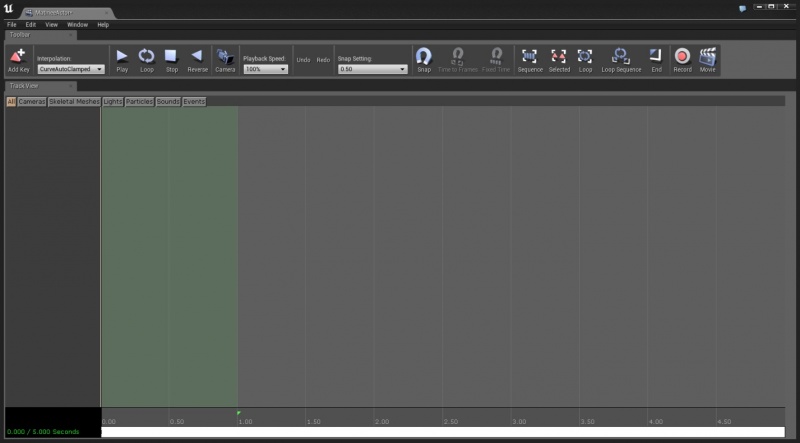 MatineeActor
File Edit View Window Help
Toolbar
Add Key
Interpolation:
CurveAutoClamped
Play Loop Stop Reverse Camera
Playback Speed:
100%
Undo Redo
Snap Setting:
0.50
Snap Time to Frames Fixed Time Sequence Selected Loop Loop Sequence End Record Movie
Track View
All Cameras Skeletal Meshes Lights Particles Sounds Events
0.00 0.50 1.00 1.50 2.00 2.50 3.00 3.50 4.00 4.50
0.000 / 5.000 Seconds